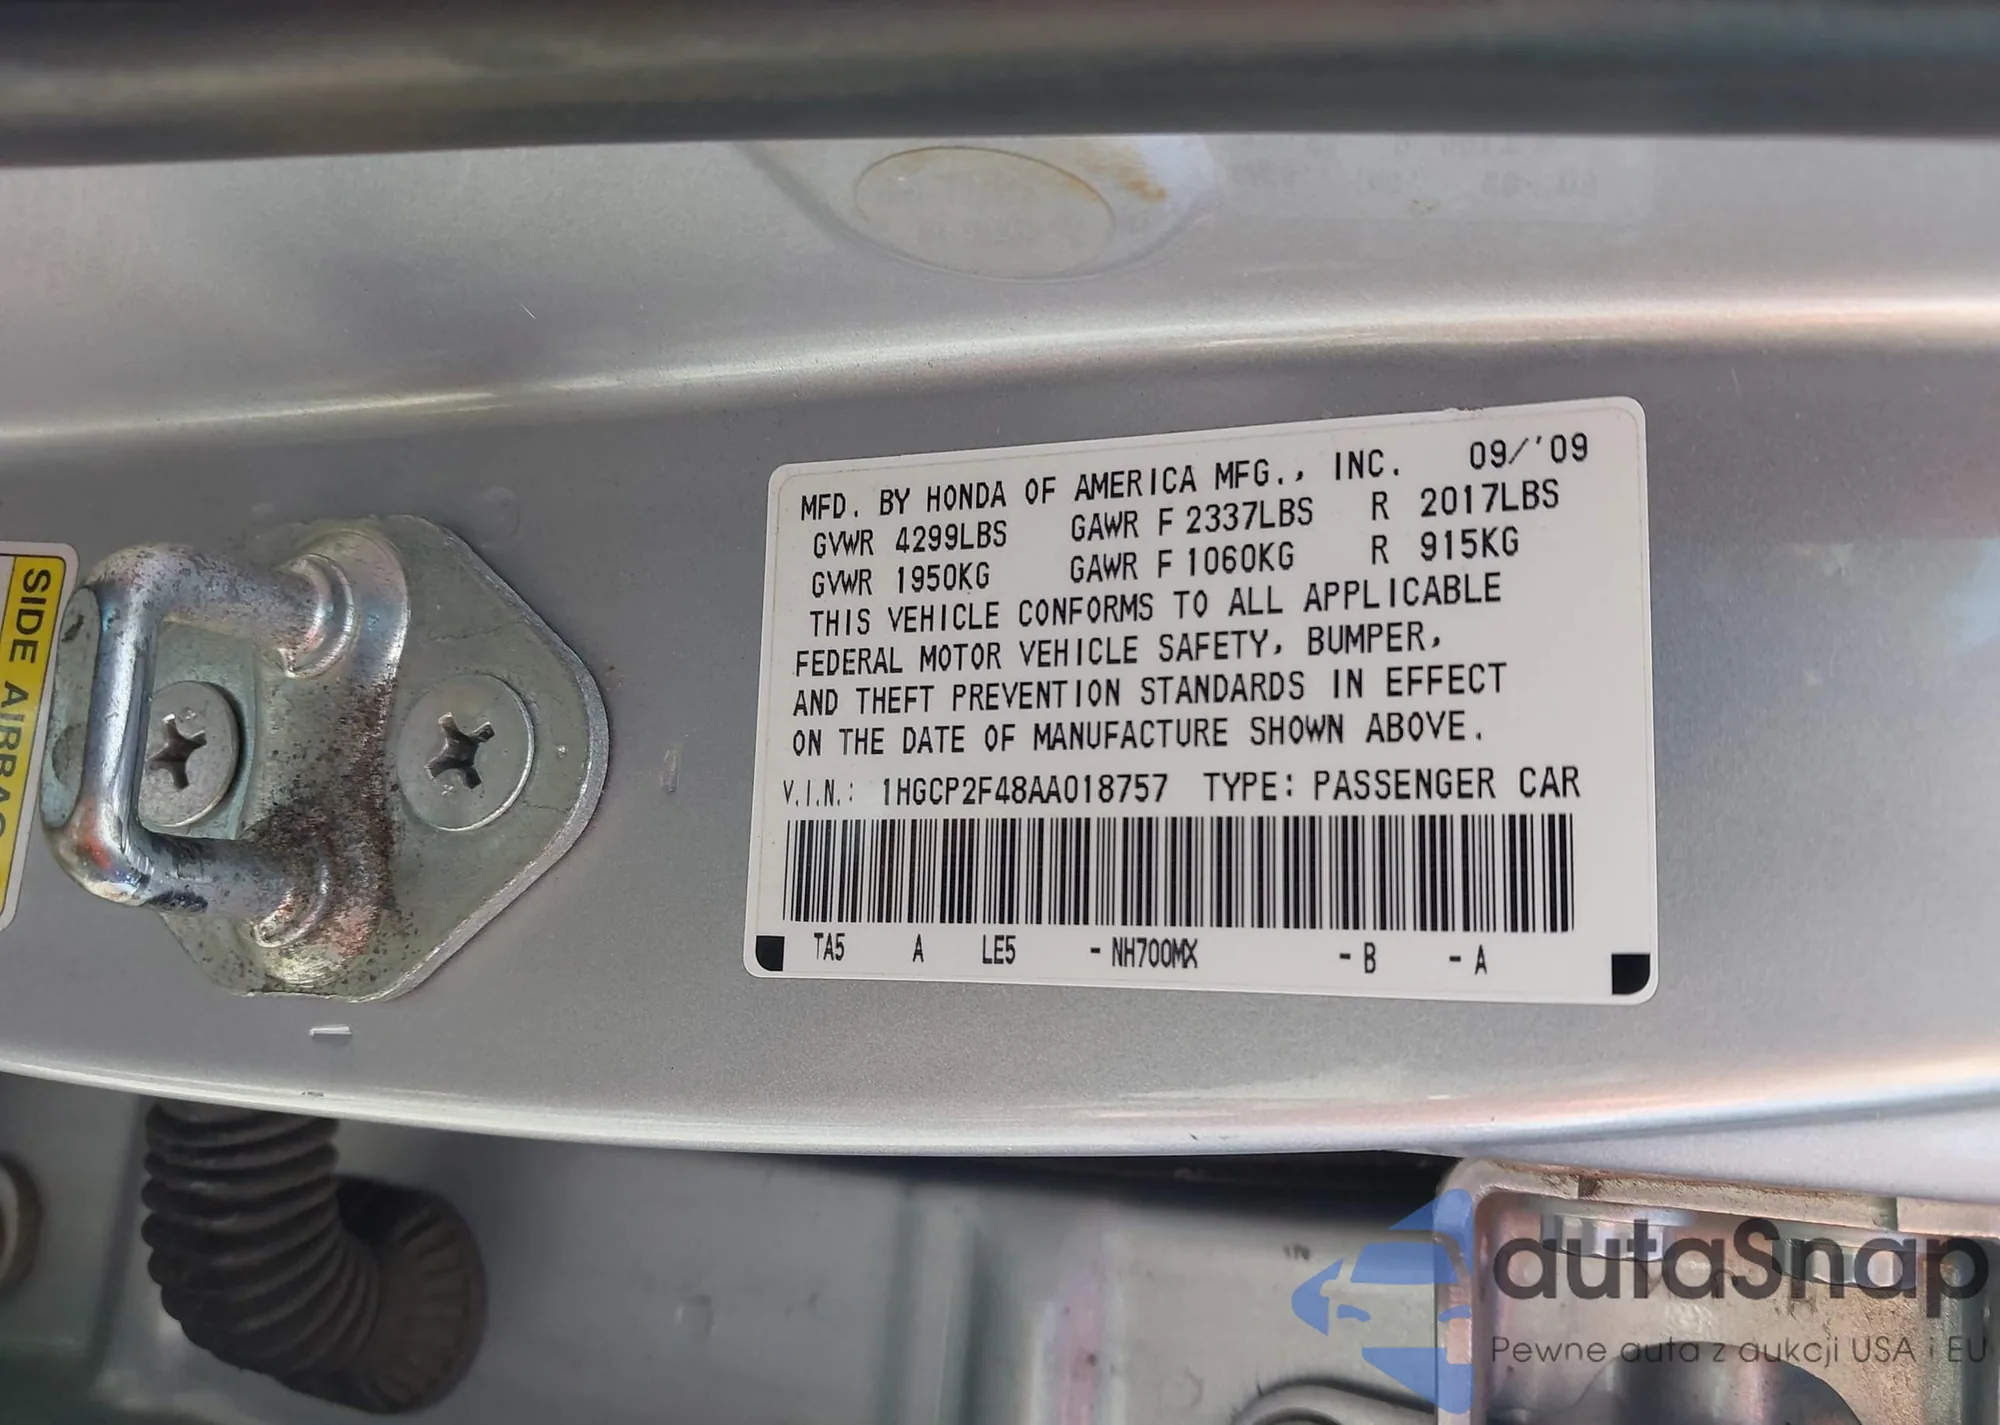 MFD. BY HONDA OF AMERICA MFG., INC. 09/'09
GVWR 4299LBS GAWR F 2337LBS R 2017LBS
GVWR 1950KG GAWR F 1060KG R 915KG
THIS VEHICLE CONFORMS TO ALL APPLICABLE
FEDERAL MOTOR VEHICLE SAFETY, BUMPER,
AND THEFT PREVENTION STANDARDS IN EFFECT
ON THE DATE OF MANUFACTURE SHOWN ABOVE.
V.I.N.: 1HGCP2F48AA018757 TYPE: PASSENGER CAR
TA5 A LE5 -NH700MX -B -A
SIDE AIRBAG
autaSnap
Pewne auta z aukcji USA i EU